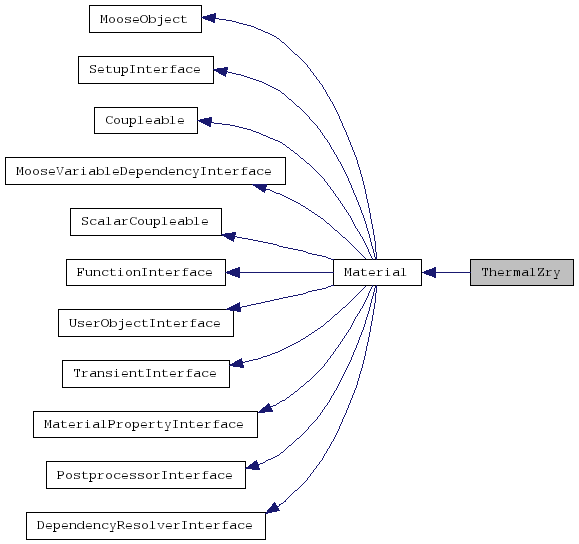 MooseObject
SetupInterface
Coupleable
MooseVariableDependencyInterface
ScalarCoupleable
FunctionInterface
Material
ThermalZry
UserObjectInterface
TransientInterface
MaterialPropertyInterface
PostprocessorInterface
DependencyResolverInterface